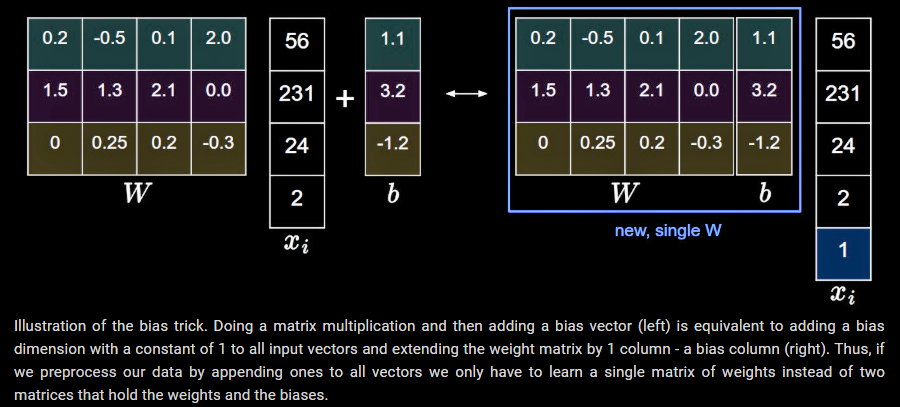 0.2 -0.5 0.1 2.0 56 1.1 0.2 -0.5 0.1 2.0 1.1 56
1.5 1.3 2.1 0.0 231 + 3.2 ↔ 1.5 1.3 2.1 0.0 3.2 231
0 0.25 0.2 -0.3 24 -1.2 0 0.25 0.2 -0.3 -1.2 24
W 2 b W b 2
x_i new, single W 1
x_i
Illustration of the bias trick. Doing a matrix multiplication and then adding a bias vector (left) is equivalent to adding a bias
dimension with a constant of 1 to all input vectors and extending the weight matrix by 1 column - a bias column (right). Thus, if
we preprocess our data by appending ones to all vectors we only have to learn a single matrix of weights instead of two
matrices that hold the weights and the biases.